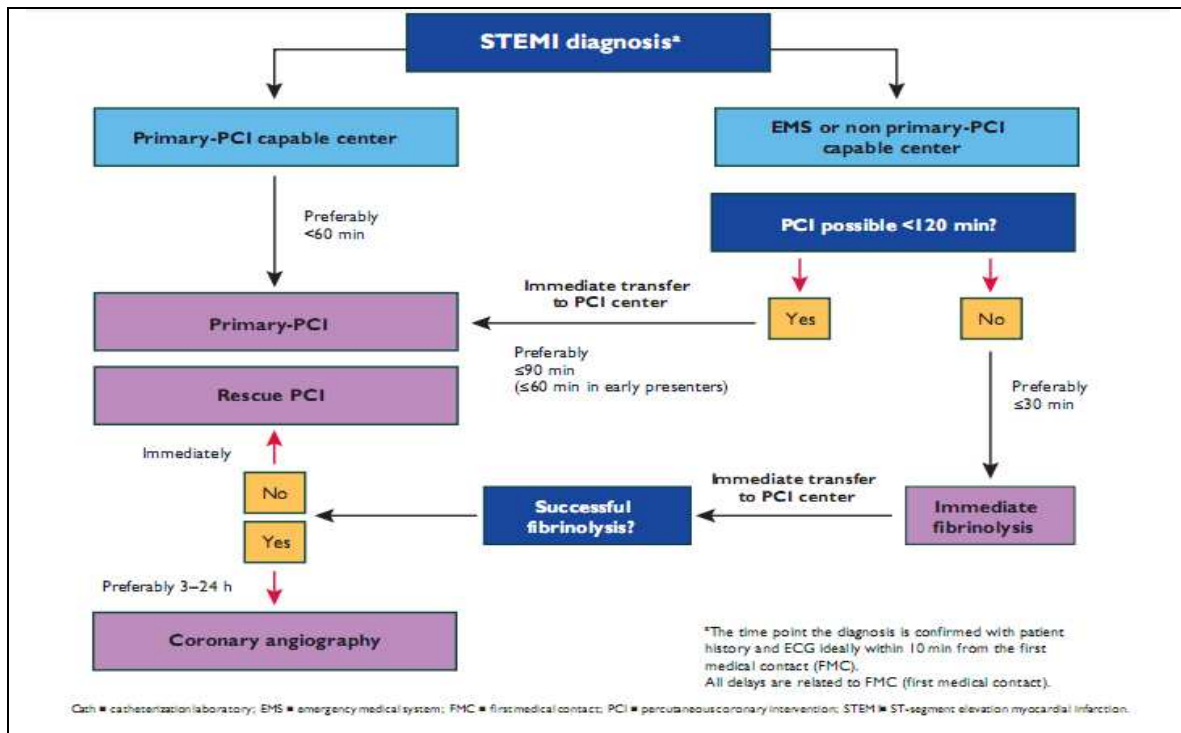 STEMI diagnosisª
Primary-PCI capable center
EMS or non primary-PCI
capable center
Preferably
<60 min
PCI possible <120 min?
Immediate transfer
to PCI center
Yes
No
Primary-PCI
Preferably
≤90 min
(≤60 min in early presenters)
Preferably
≤30 min
Rescue PCI
Immediately
No
Yes
Successful
fibrinolysis?
Immediate transfer
to PCI center
Immediate
fibrinolysis
Preferably 3–24 h
Coronary angiography
ªThe time point the diagnosis is confirmed with patient
history and ECG ideally within 10 min from the first
medical contact (FMC).
All delays are related to FMC (first medical contact).
Cath = catheterization laboratory; EMS = emergency medical system; FMC = first medical contact; PCI = percutaneous coronary intervention; STEMI = ST-segment elevation myocardial infarction.